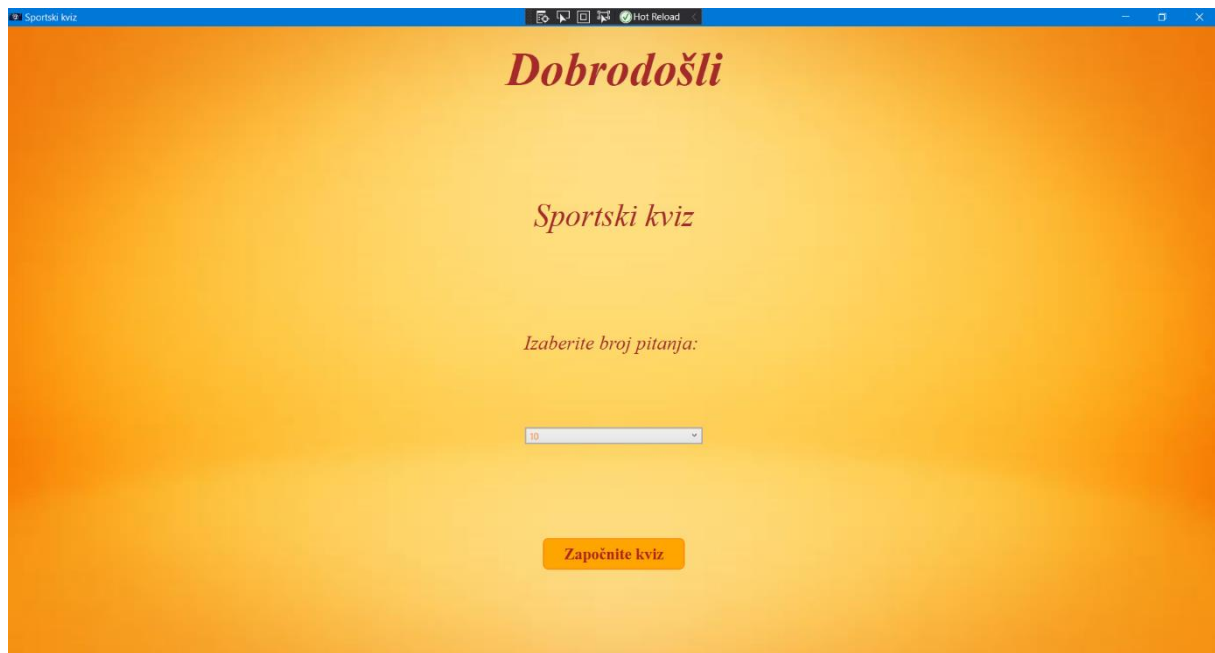 Sportski kviz
Hot Reload
Dobrodošli
Sportski kviz
Izaberite broj pitanja:
10
Započnite kviz